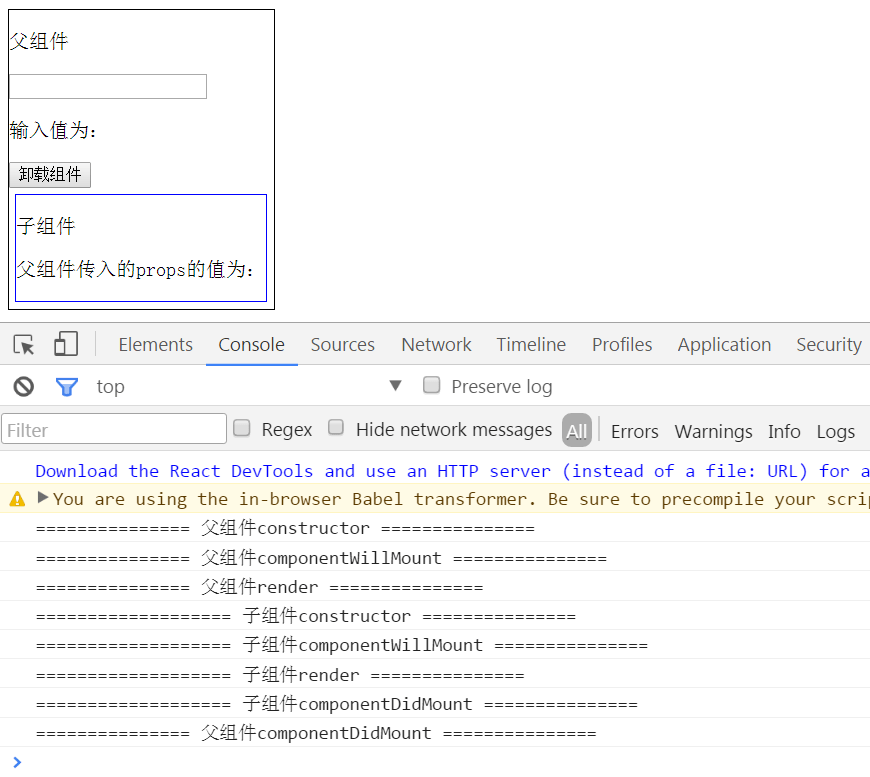 父组件
输入值为:
卸载组件
子组件
父组件传入的props的值为:
Elements Console Sources Network Timeline Profiles Application Security
top Preserve log
Filter Regex Hide network messages All Errors Warnings Info Logs
Download the React DevTools and use an HTTP server (instead of a file: URL) for a
You are using the in-browser Babel transformer. Be sure to precompile your scrip
=============== 父组件constructor ===============
=============== 父组件componentWillMount ===============
=============== 父组件render ===============
=================== 子组件constructor ===============
=================== 子组件componentWillMount ===============
=================== 子组件render ===============
=================== 子组件componentDidMount ===============
=============== 父组件componentDidMount ===============